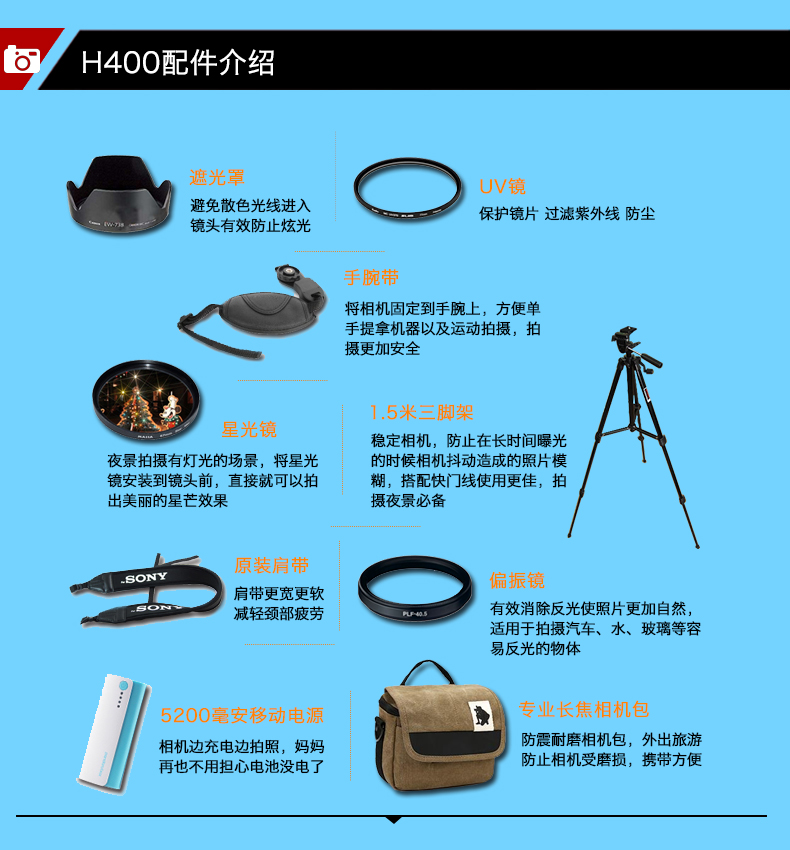 H400配件介绍
遮光罩
避免散色光线进入
镜头有效防止炫光
EW-73B
UV镜
保护镜片 过滤紫外线 防尘
手腕带
将相机固定到手腕上，方便单
手提拿机器以及运动拍摄，拍
摄更加安全
星光镜
夜景拍摄有灯光的场景，将星光
镜安装到镜头前，直接就可以拍
出美丽的星芒效果
1.5米三脚架
稳定相机，防止在长时间曝光
的时候相机抖动造成的照片模
糊，搭配快门线使用更佳，拍
摄夜景必备
SONY
SONY
原装肩带
肩带更宽更软
减轻颈部疲劳
PLF-40.5
偏振镜
有效消除反光使照片更加自然，
适用于拍摄汽车、水、玻璃等容
易反光的物体
5200毫安移动电源
相机边充电边拍照，妈妈
再也不用担心电池没电了
专业长焦相机包
防震耐磨相机包，外出旅游
防止相机受磨损，携带方便